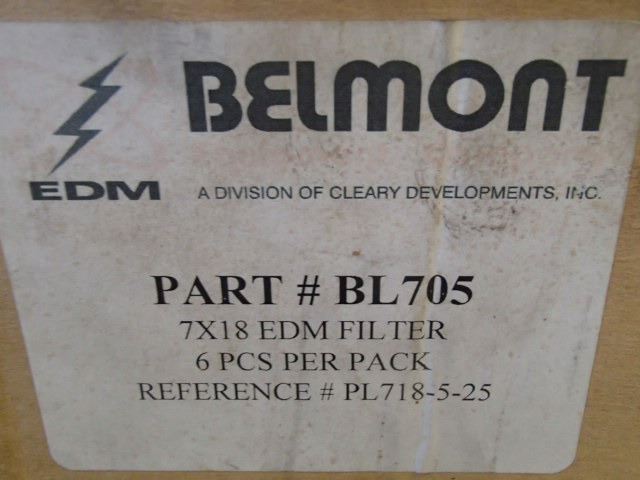 BELMONT
EDM
A DIVISION OF CLEARY DEVELOPMENTS, INC.
PART # BL705
7X18 EDM FILTER
6 PCS PER PACK
REFERENCE # PL718-5-25